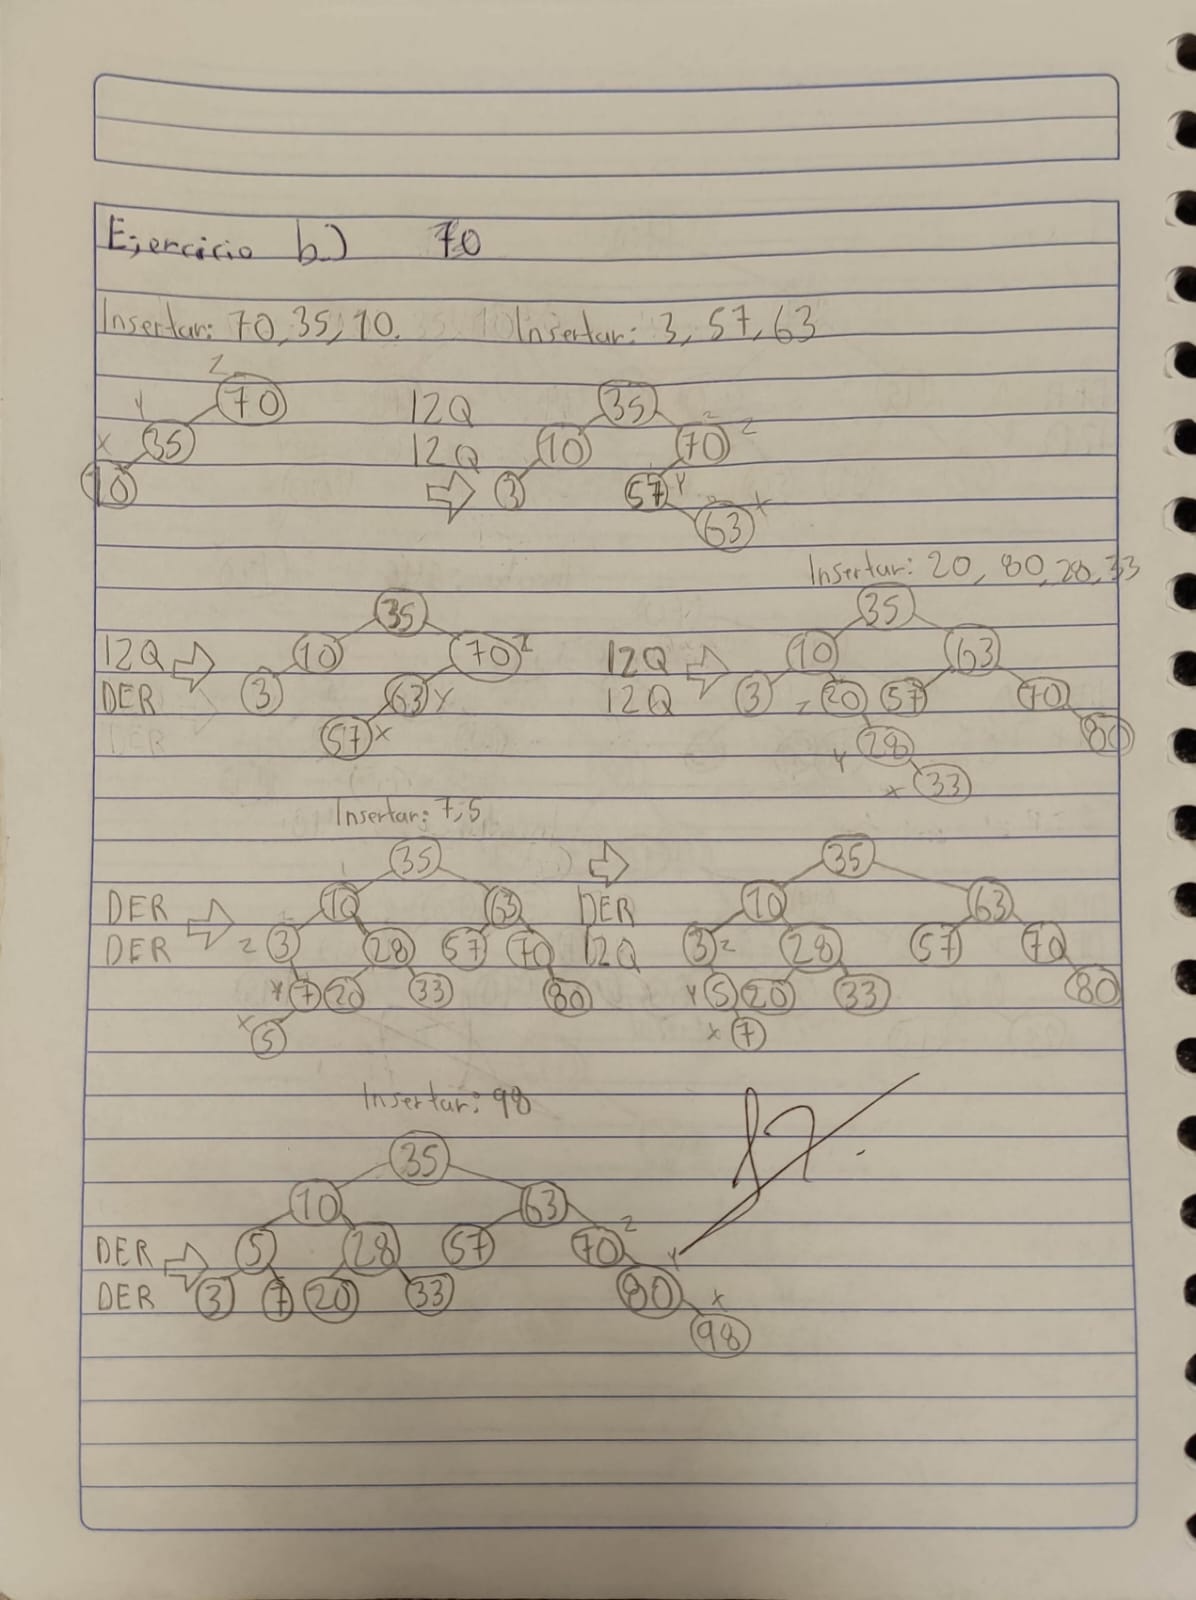 Ejercicio b.) 70
Insertar: 70, 35, 10. Insertar: 3, 57, 63
z
70
y
35
x
10
IZQ
IZQ
35
10 70 z
3 57 y
63 x
Insertar: 20, 80, 28, 33
IZQ
DER
35
10 70 z
3 63 y
57 x
IZQ
IZQ
35
10 63
3 z 20 57 70
y 28 80
x 33
Insertar: 7, 5
DER
DER
35
10 63
z 3 28 57 70
y 7 20 33 80
x 5
DER
IZQ
35
10 63
3 z 28 57 70
y 5 20 33 80
x 7
Insertar: 98
DER
DER
35
10 63
5 28 57 70 z
3 7 20 33 80 y
98 x